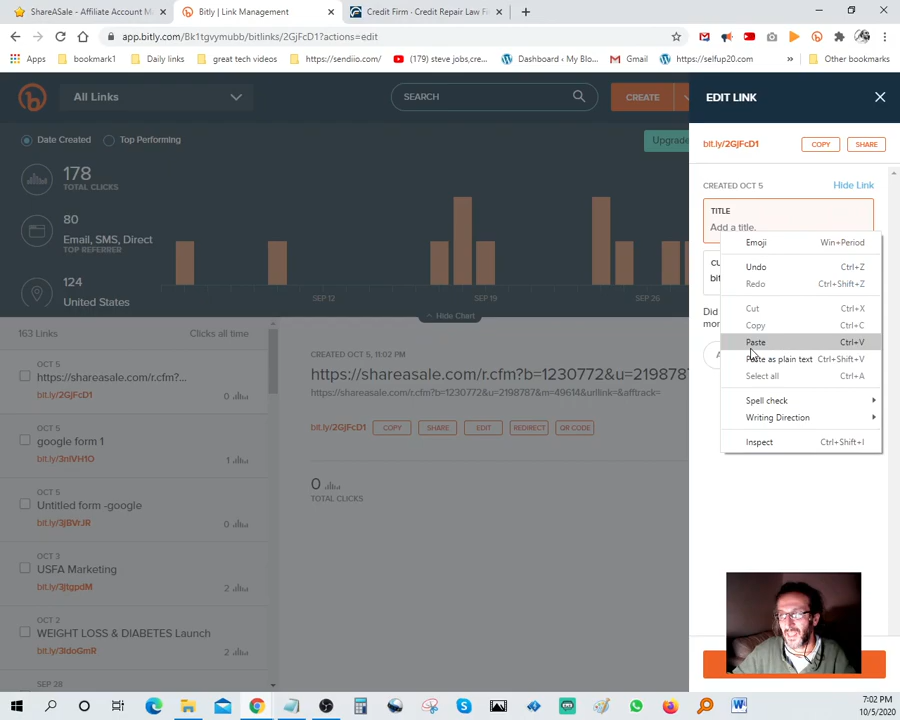 ShareASale - Affiliate Account M
Bitly | Link Management
Credit Firm · Credit Repair Law F
app.bitly.com/Bk1tgvymubb/bitlinks/2GjFcD1?actions=edit
Apps
bookmark1
Daily links
great tech videos
https://sendiio.com/
(179) steve jobs,cre...
Dashboard ‹ My Blo...
Gmail
https://selfup20.com
»
Other bookmarks
All Links
SEARCH
CREATE
EDIT LINK
Date Created
Top Performing
Upgrade
bit.ly/2GjFcD1
COPY
SHARE
178
TOTAL CLICKS
80
Email, SMS, Direct
TOP REFERRER
124
United States
SEP 12
SEP 19
SEP 26
Hide Chart
CREATED OCT 5
Hide Link
TITLE
Add a title.
Emoji Win+Period
Undo Ctrl+Z
Redo Ctrl+Shift+Z
Cut Ctrl+X
Copy Ctrl+C
Paste Ctrl+V
Paste as plain text Ctrl+Shift+V
Select all Ctrl+A
Spell check
Writing Direction
Inspect Ctrl+Shift+I
bit
Did
mor
163 Links
Clicks all time
OCT 5
https://shareasale.com/r.cfm?...
bit.ly/2GjFcD1
0
OCT 5
google form 1
bit.ly/3nIVH1O
1
OCT 5
Untitled form -google
bit.ly/3jBVrJR
0
OCT 3
USFA Marketing
bit.ly/3jtgpdM
2
OCT 3
WEIGHT LOSS & DIABETES Launch
bit.ly/3ldoGmR
2
SEP 28
CREATED OCT 5, 11:02 PM
https://shareasale.com/r.cfm?b=1230772&u=2198787
https://shareasale.com/r.cfm?b=1230772&u=2198787&m=49614&urllink=&afftrack=
bit.ly/2GjFcD1
COPY
SHARE
EDIT
REDIRECT
QR CODE
0
TOTAL CLICKS
7:02 PM
10/5/2020